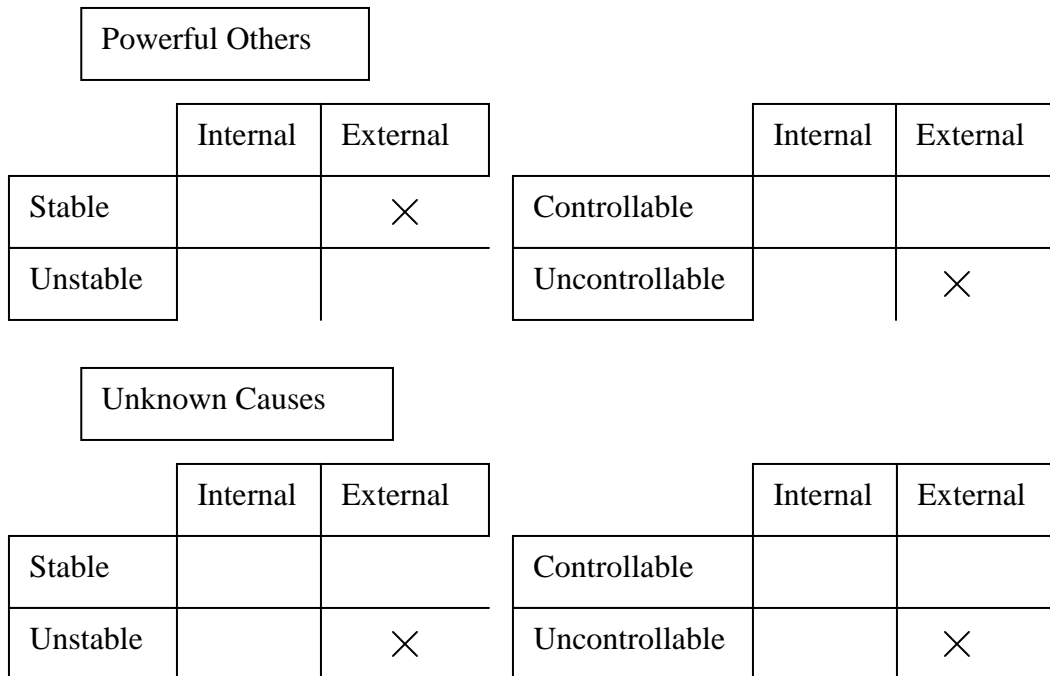 Powerful Others
Internal External Internal External
Stable × Controllable
Unstable Uncontrollable ×
Unknown Causes
Internal External Internal External
Stable Controllable
Unstable × Uncontrollable ×